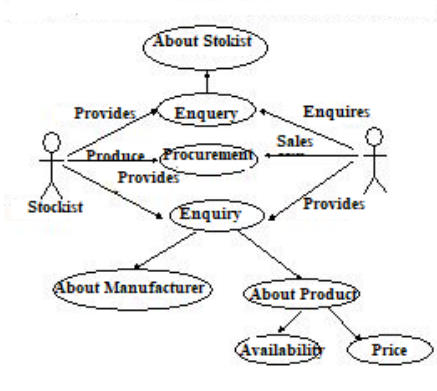 About Stokist
Provides
Enquery
Enquires
Produce
Procurement
Sales
Provides
Stockist
Enquiry
Provides
About Manufacturer
About Product
Availability
Price